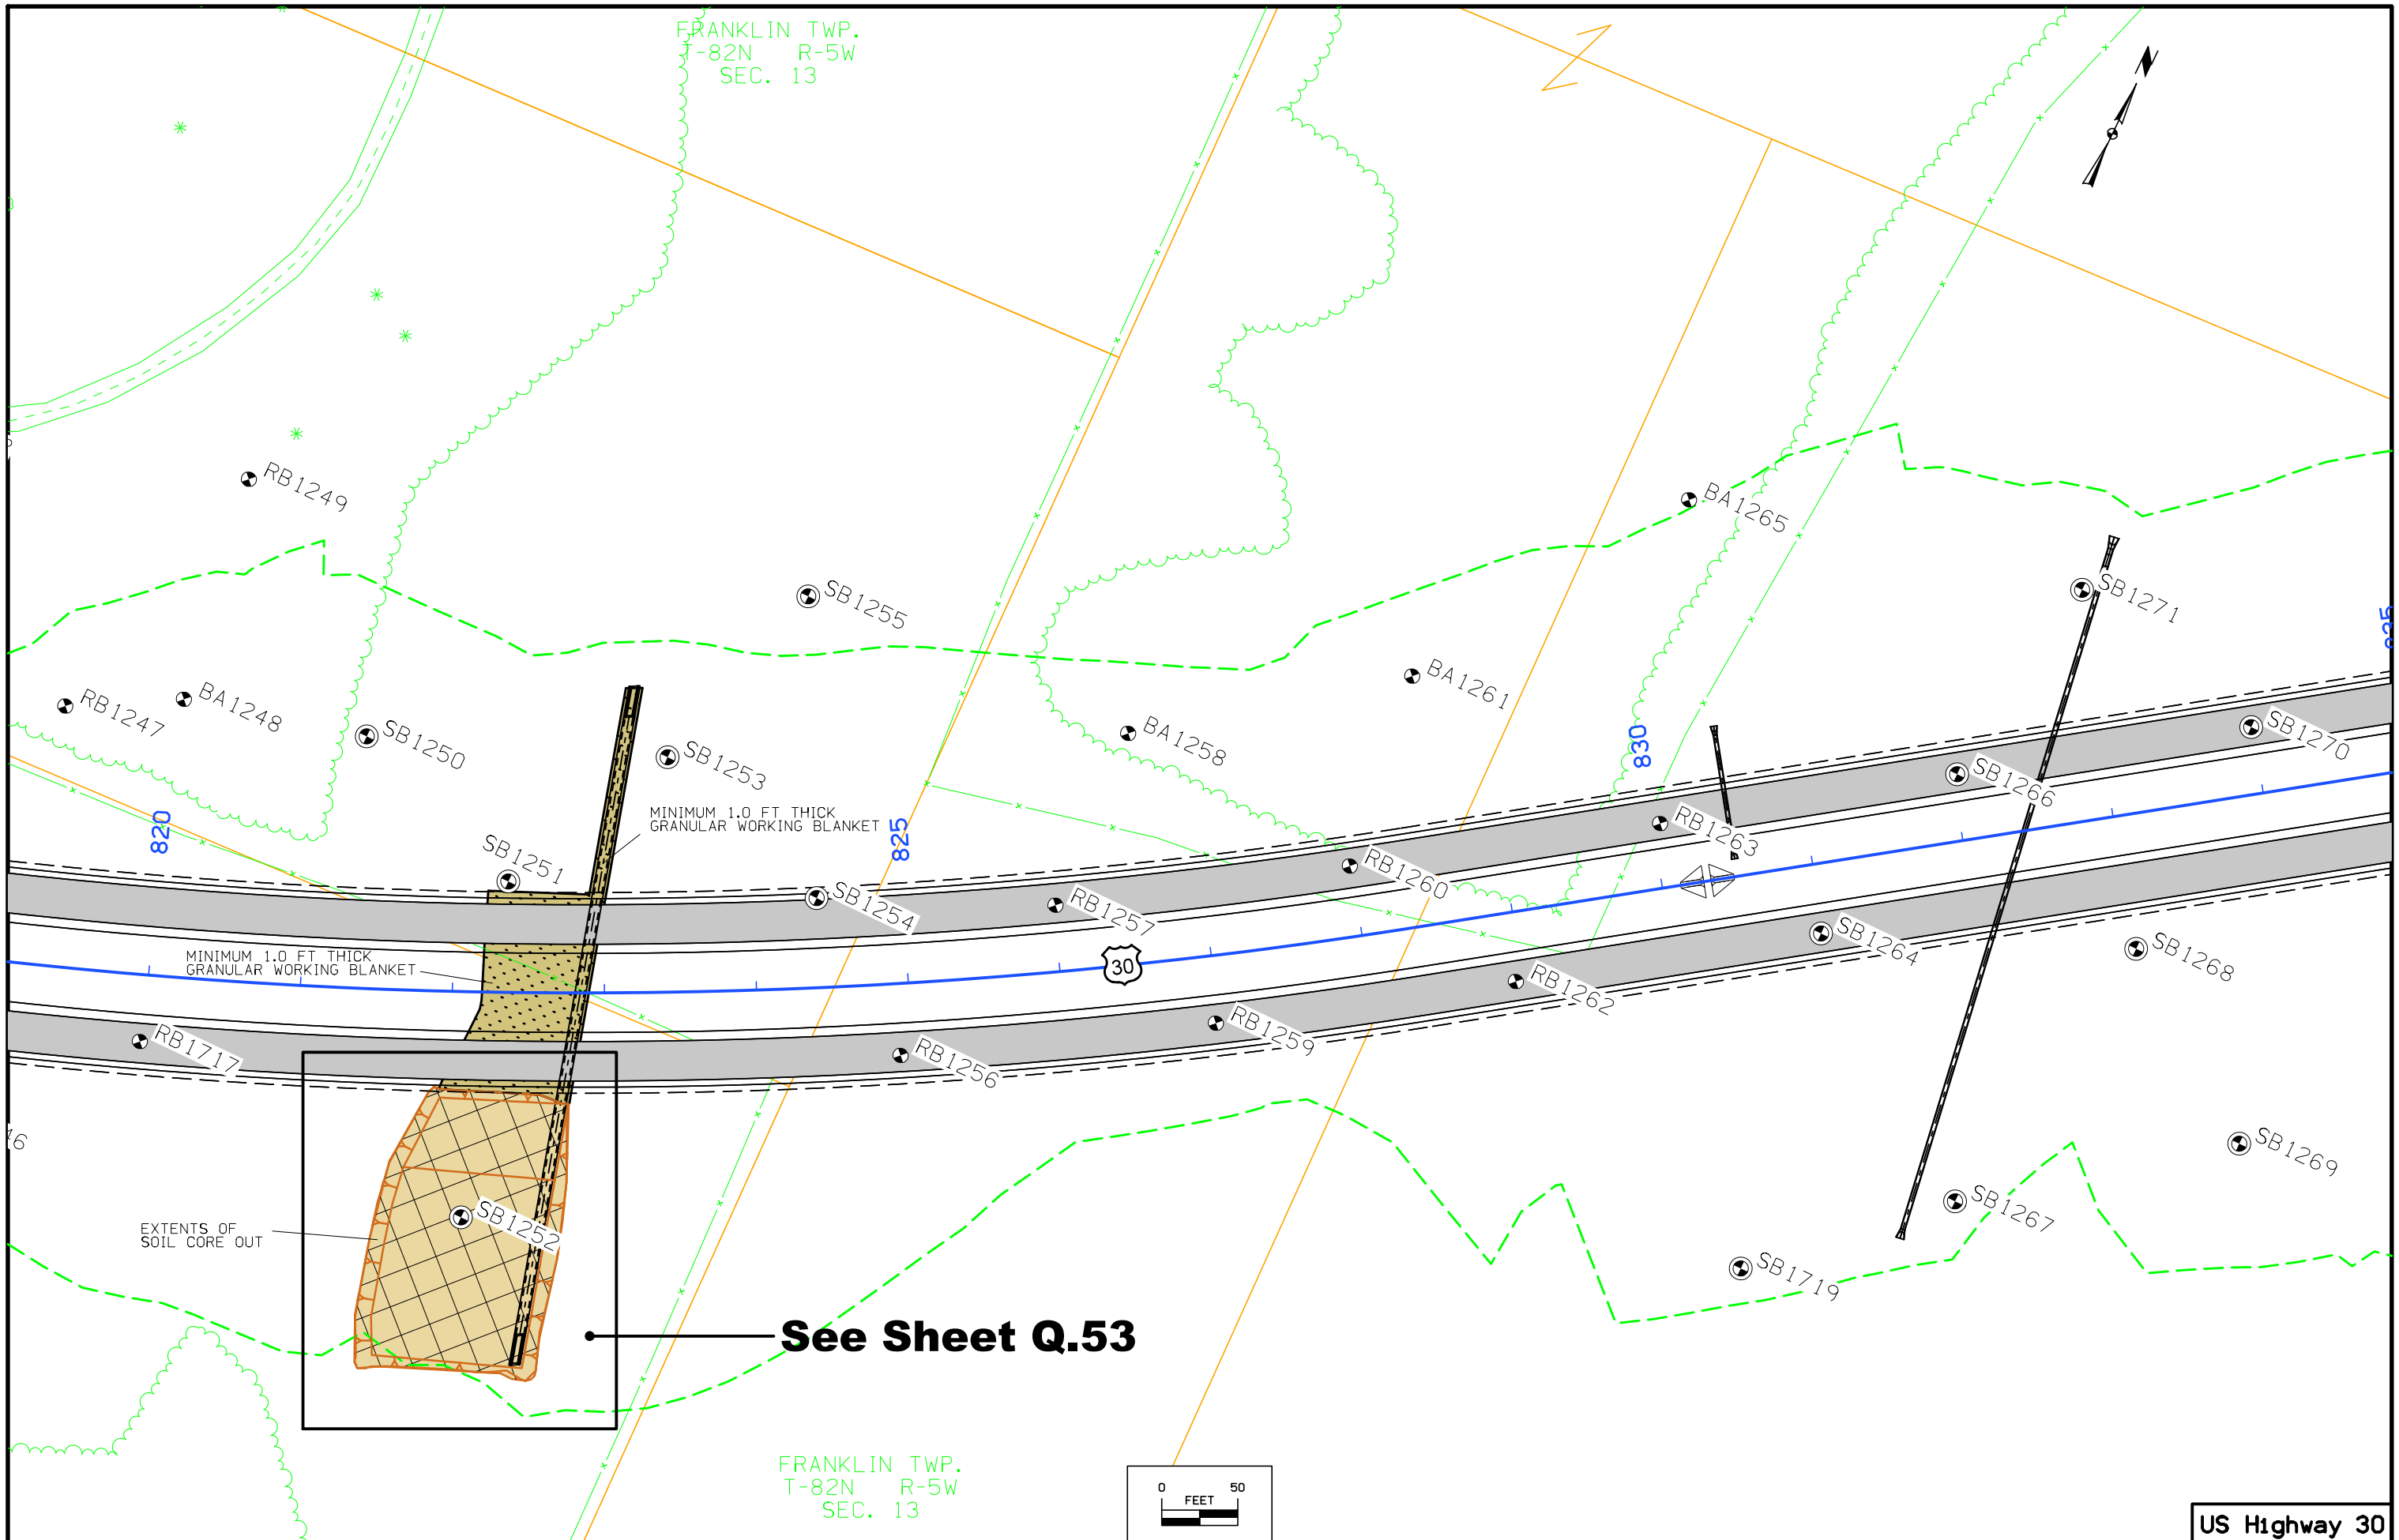 FRANKLIN TWP.
T-82N R-5W
SEC. 13
N
RB1249
BA1265
SB1255
SB1271
835
RB1247
BA1248
SB1250
SB1253
BA1258
BA1261
830
SB1270
SB1266
MINIMUM 1.0 FT THICK
GRANULAR WORKING BLANKET
820
825
SB1251
RB1263
RB1260
SB1254
RB1257
SB1264
SB1268
MINIMUM 1.0 FT THICK
GRANULAR WORKING BLANKET
30
RB1262
RB1259
RB1717
RB1256
46
SB1269
SB1252
SB1267
EXTENTS OF
SOIL CORE OUT
SB1719
See Sheet Q.53
FRANKLIN TWP.
T-82N R-5W
SEC. 13
0 50
FEET
US Highway 30